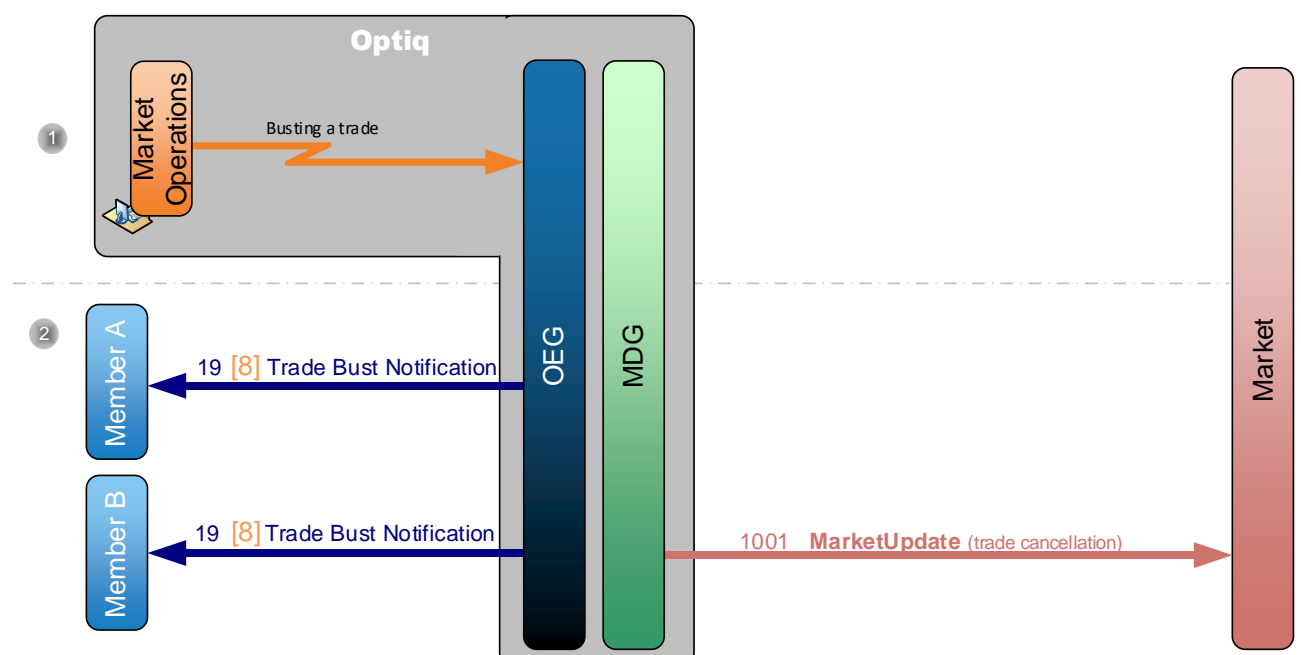 Optiq
Market
Operations
1
Busting a trade
OEG
MDG
Market
2
Member A
19 [8] Trade Bust Notification
Member B
19 [8] Trade Bust Notification
1001 MarketUpdate (trade cancellation)